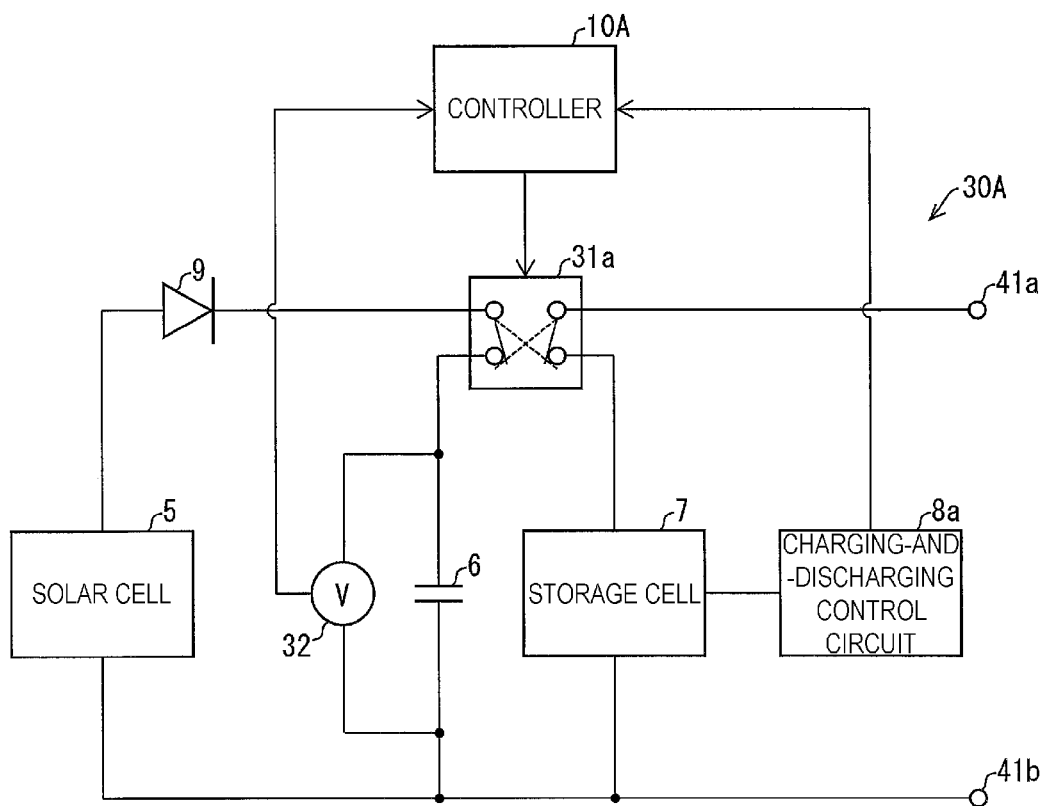 10A
CONTROLLER
30A
9
31a
41a
5
SOLAR CELL
V
32
6
7
STORAGE CELL
8a
CHARGING-AND
-DISCHARGING
CONTROL
CIRCUIT
41b